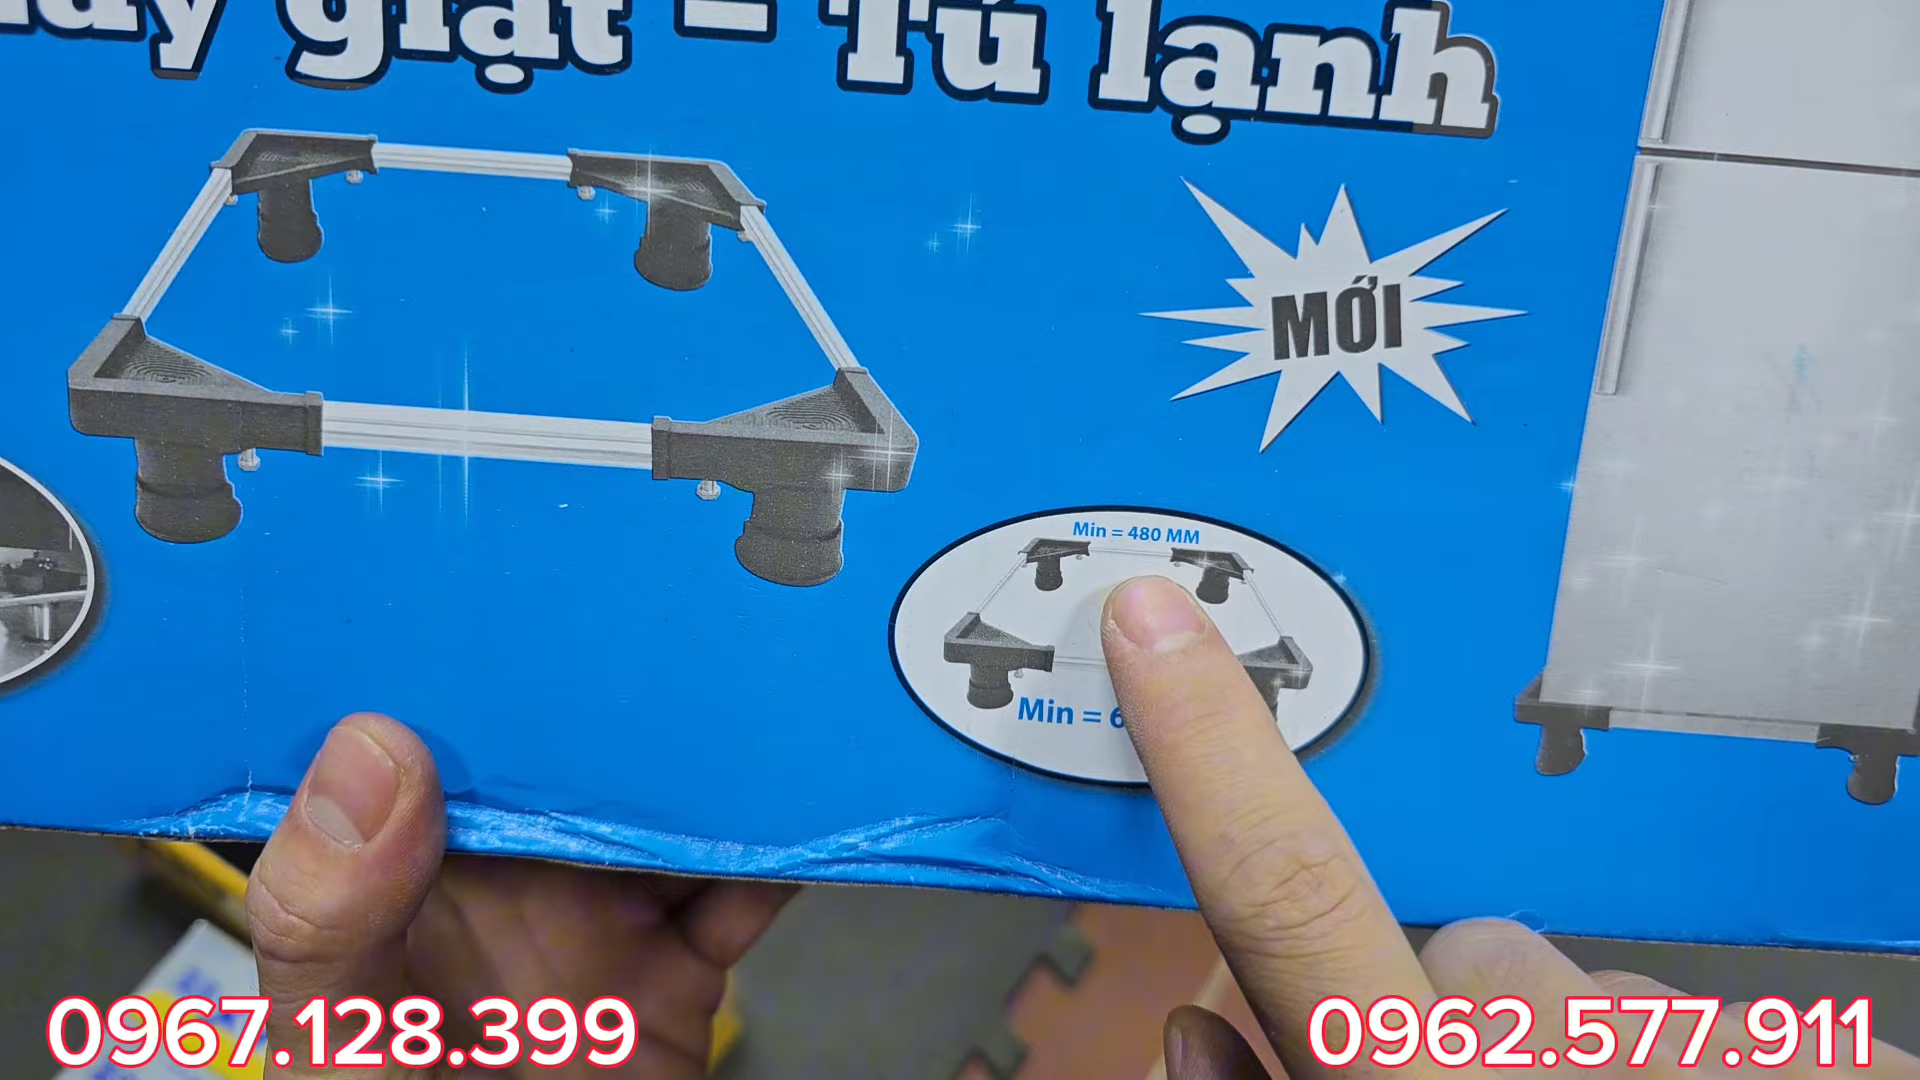 giặt – Tủ lạnh
MỚI
Min = 480 MM
Min = 6
0967.128.399
0962.577.911